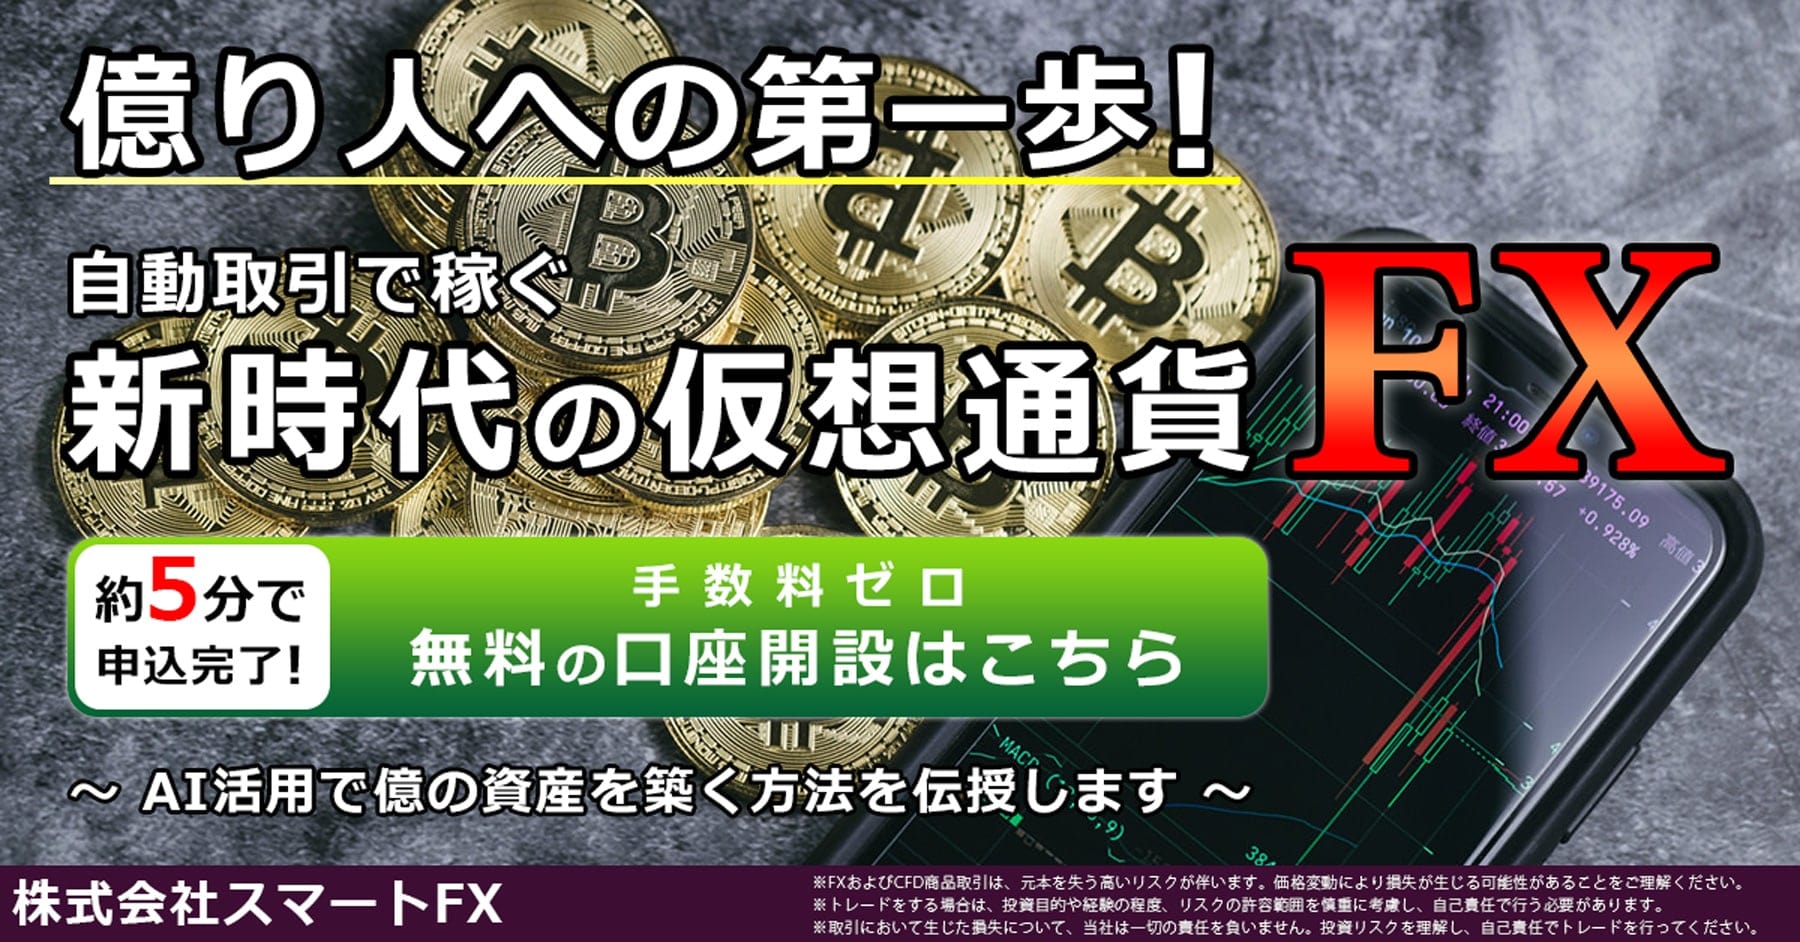 億り人への第一歩!
自動取引で稼ぐ
新時代の仮想通貨FX
約5分で
申込完了!
手数料ゼロ
無料の口座開設はこちら
～ AI活用で億の資産を築く方法を伝授します ～
株式会社スマートFX
※FXおよびCFD商品取引は、元本を失う高いリスクが伴います。価格変動により損失が生じる可能性があることをご理解ください。
※トレードをする場合は、投資目的や経験の程度、リスクの許容範囲を慎重に考慮し、自己責任で行う必要があります。
※取引において生じた損失について、当社は一切の責任を負いません。投資リスクを理解し、自己責任でトレードを行ってください。
21:00
終値
39175.09
+0.928%
高値
MACD